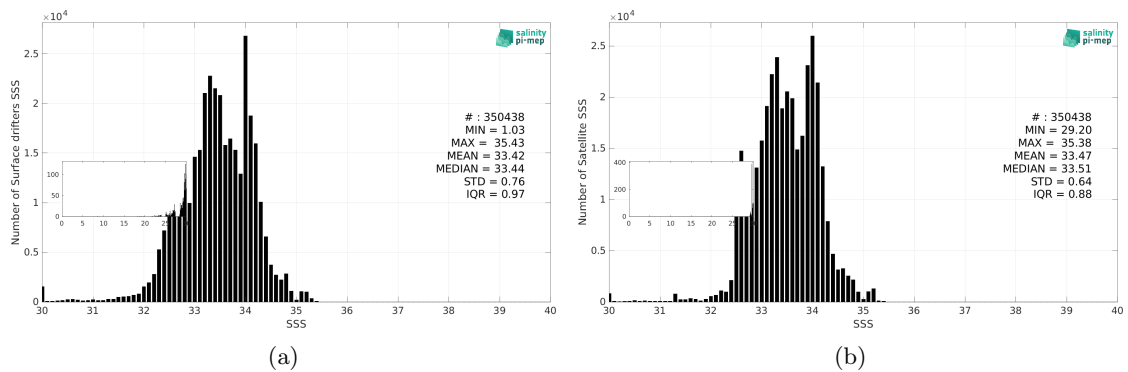 ×10⁴
2.5
2
1.5
1
0.5
0
Number of Surface drifters SSS
salinity
pi-mep
# : 350438
MIN = 1.03
MAX = 35.43
MEAN = 33.42
MEDIAN = 33.44
STD = 0.76
IQR = 0.97
100
50
0
0 5 10 15 20 25
30 31 32 33 34 35 36 37 38 39 40
SSS
(a)
×10⁴
2.5
2
1.5
1
0.5
0
Number of Satellite SSS
salinity
pi-mep
# : 350438
MIN = 29.20
MAX = 35.38
MEAN = 33.47
MEDIAN = 33.51
STD = 0.64
IQR = 0.88
400
200
0
0 5 10 15 20 25
30 31 32 33 34 35 36 37 38 39 40
SSS
(b)